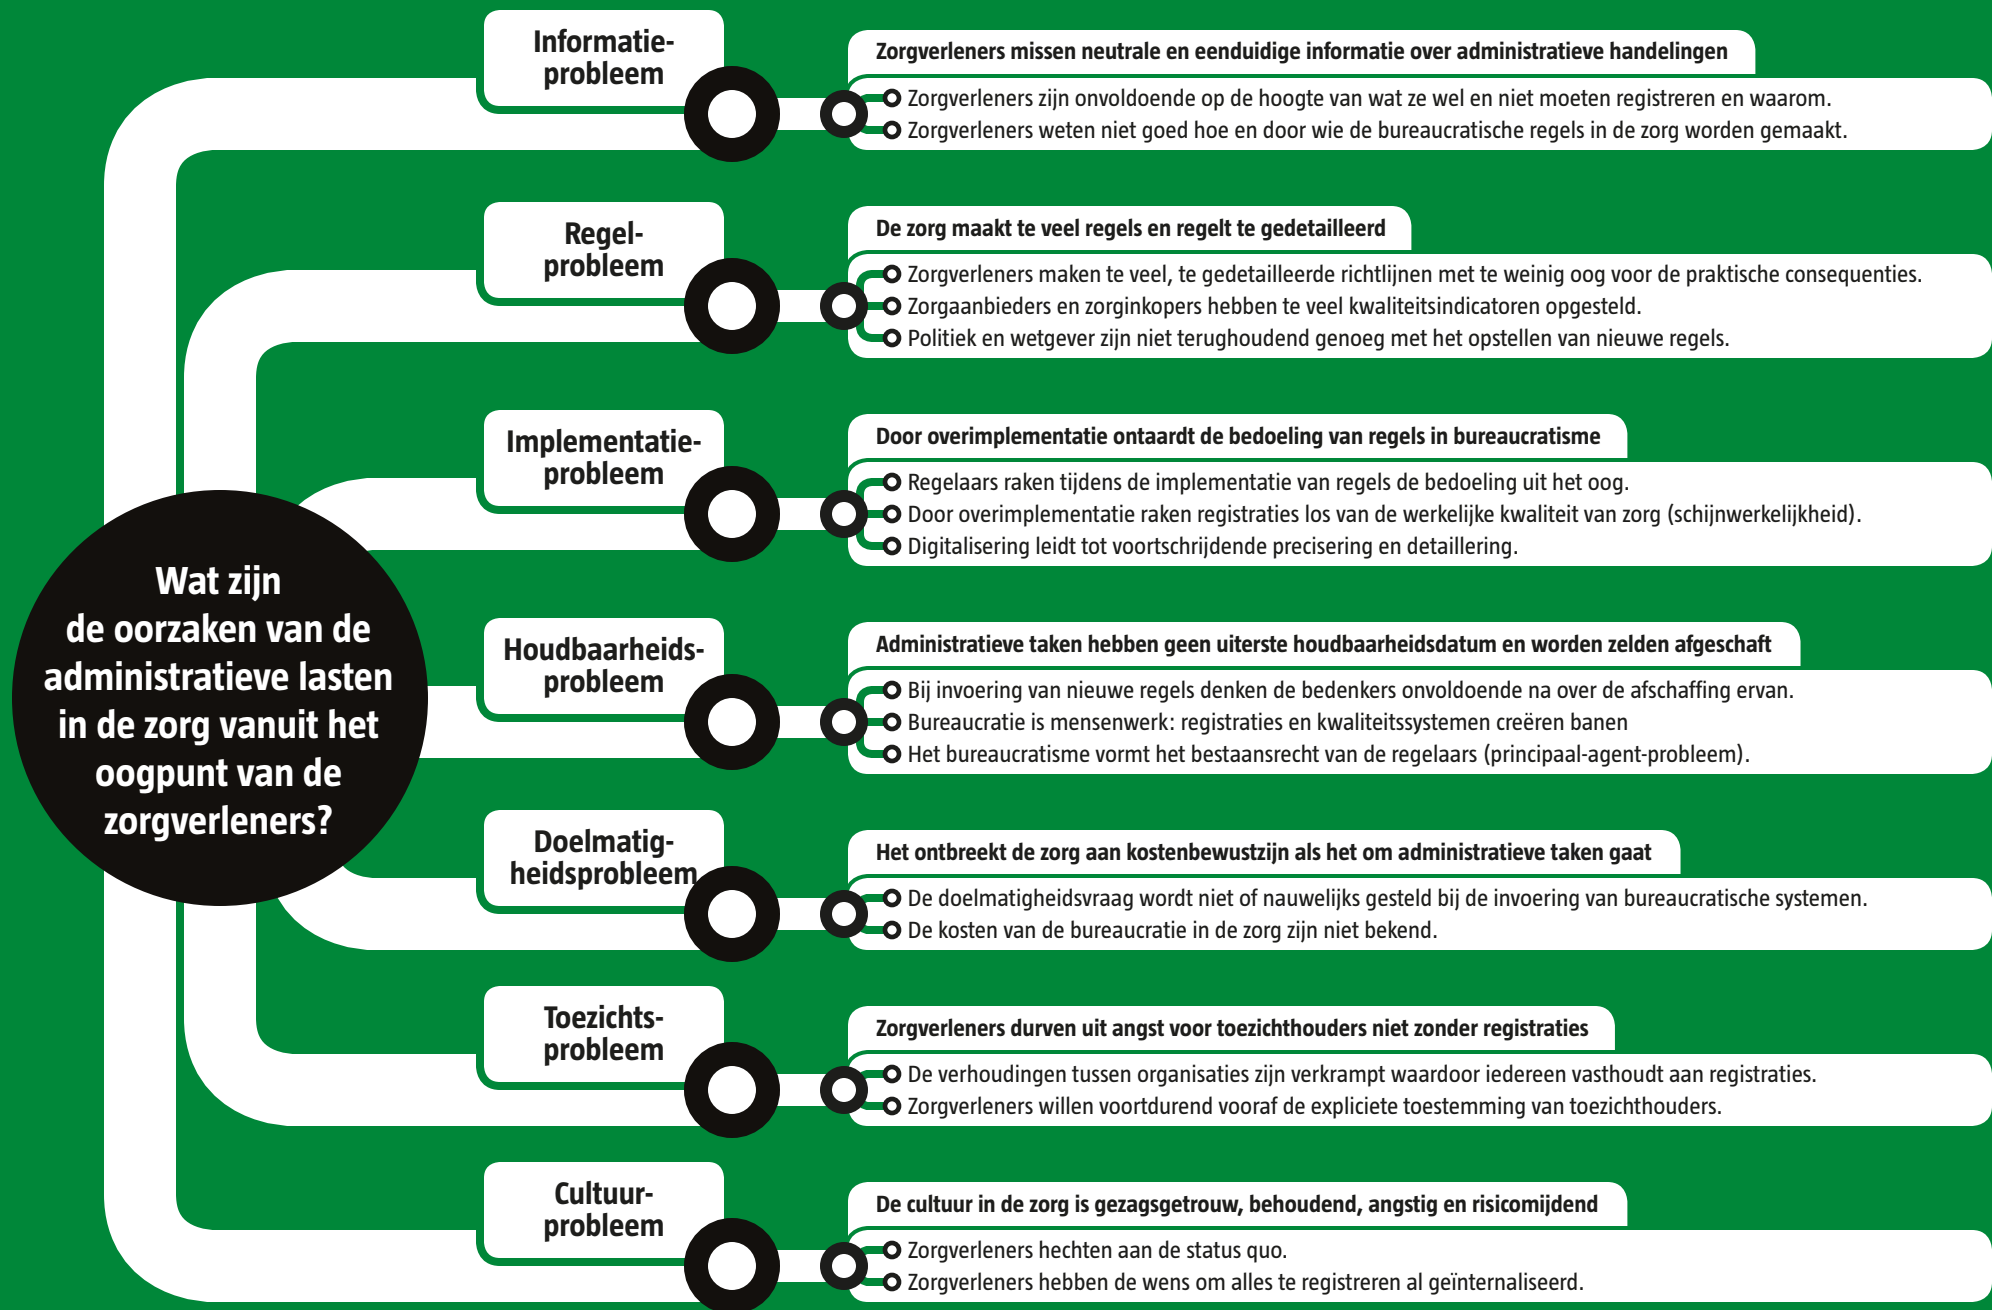 Wat zijn
de oorzaken van de
administratieve lasten
in de zorg vanuit het
oogpunt van de
zorgverleners?
Informatie-
probleem
Zorgverleners missen neutrale en eenduidige informatie over administratieve handelingen
Zorgverleners zijn onvoldoende op de hoogte van wat ze wel en niet moeten registreren en waarom.
Zorgverleners weten niet goed hoe en door wie de bureaucratische regels in de zorg worden gemaakt.
Regel-
probleem
De zorg maakt te veel regels en regelt te gedetailleerd
Zorgverleners maken te veel, te gedetailleerde richtlijnen met te weinig oog voor de praktische consequenties.
Zorgaanbieders en zorginkopers hebben te veel kwaliteitsindicatoren opgesteld.
Politiek en wetgever zijn niet terughoudend genoeg met het opstellen van nieuwe regels.
Implementatie-
probleem
Door overimplementatie ontaardt de bedoeling van regels in bureaucratisme
Regelaars raken tijdens de implementatie van regels de bedoeling uit het oog.
Door overimplementatie raken registraties los van de werkelijke kwaliteit van zorg (schijnwerkelijkheid).
Digitalisering leidt tot voortschrijdende precisering en detaillering.
Houdbaarheids-
probleem
Administratieve taken hebben geen uiterste houdbaarheidsdatum en worden zelden afgeschaft
Bij invoering van nieuwe regels denken de bedenkers onvoldoende na over de afschaffing ervan.
Bureaucratie is mensenwerk: registraties en kwaliteitssystemen creëren banen
Het bureaucratisme vormt het bestaansrecht van de regelaars (principaal-agent-probleem).
Doelmatig-
heidsprobleem
Het ontbreekt de zorg aan kostenbewustzijn als het om administratieve taken gaat
De doelmatigheidsvraag wordt niet of nauwelijks gesteld bij de invoering van bureaucratische systemen.
De kosten van de bureaucratie in de zorg zijn niet bekend.
Toezichts-
probleem
Zorgverleners durven uit angst voor toezichthouders niet zonder registraties
De verhoudingen tussen organisaties zijn verkrampt waardoor iedereen vasthoudt aan registraties.
Zorgverleners willen voortdurend vooraf de expliciete toestemming van toezichthouders.
Cultuur-
probleem
De cultuur in de zorg is gezagsgetrouw, behoudend, angstig en risicomijdend
Zorgverleners hechten aan de status quo.
Zorgverleners hebben de wens om alles te registreren al geïnternaliseerd.